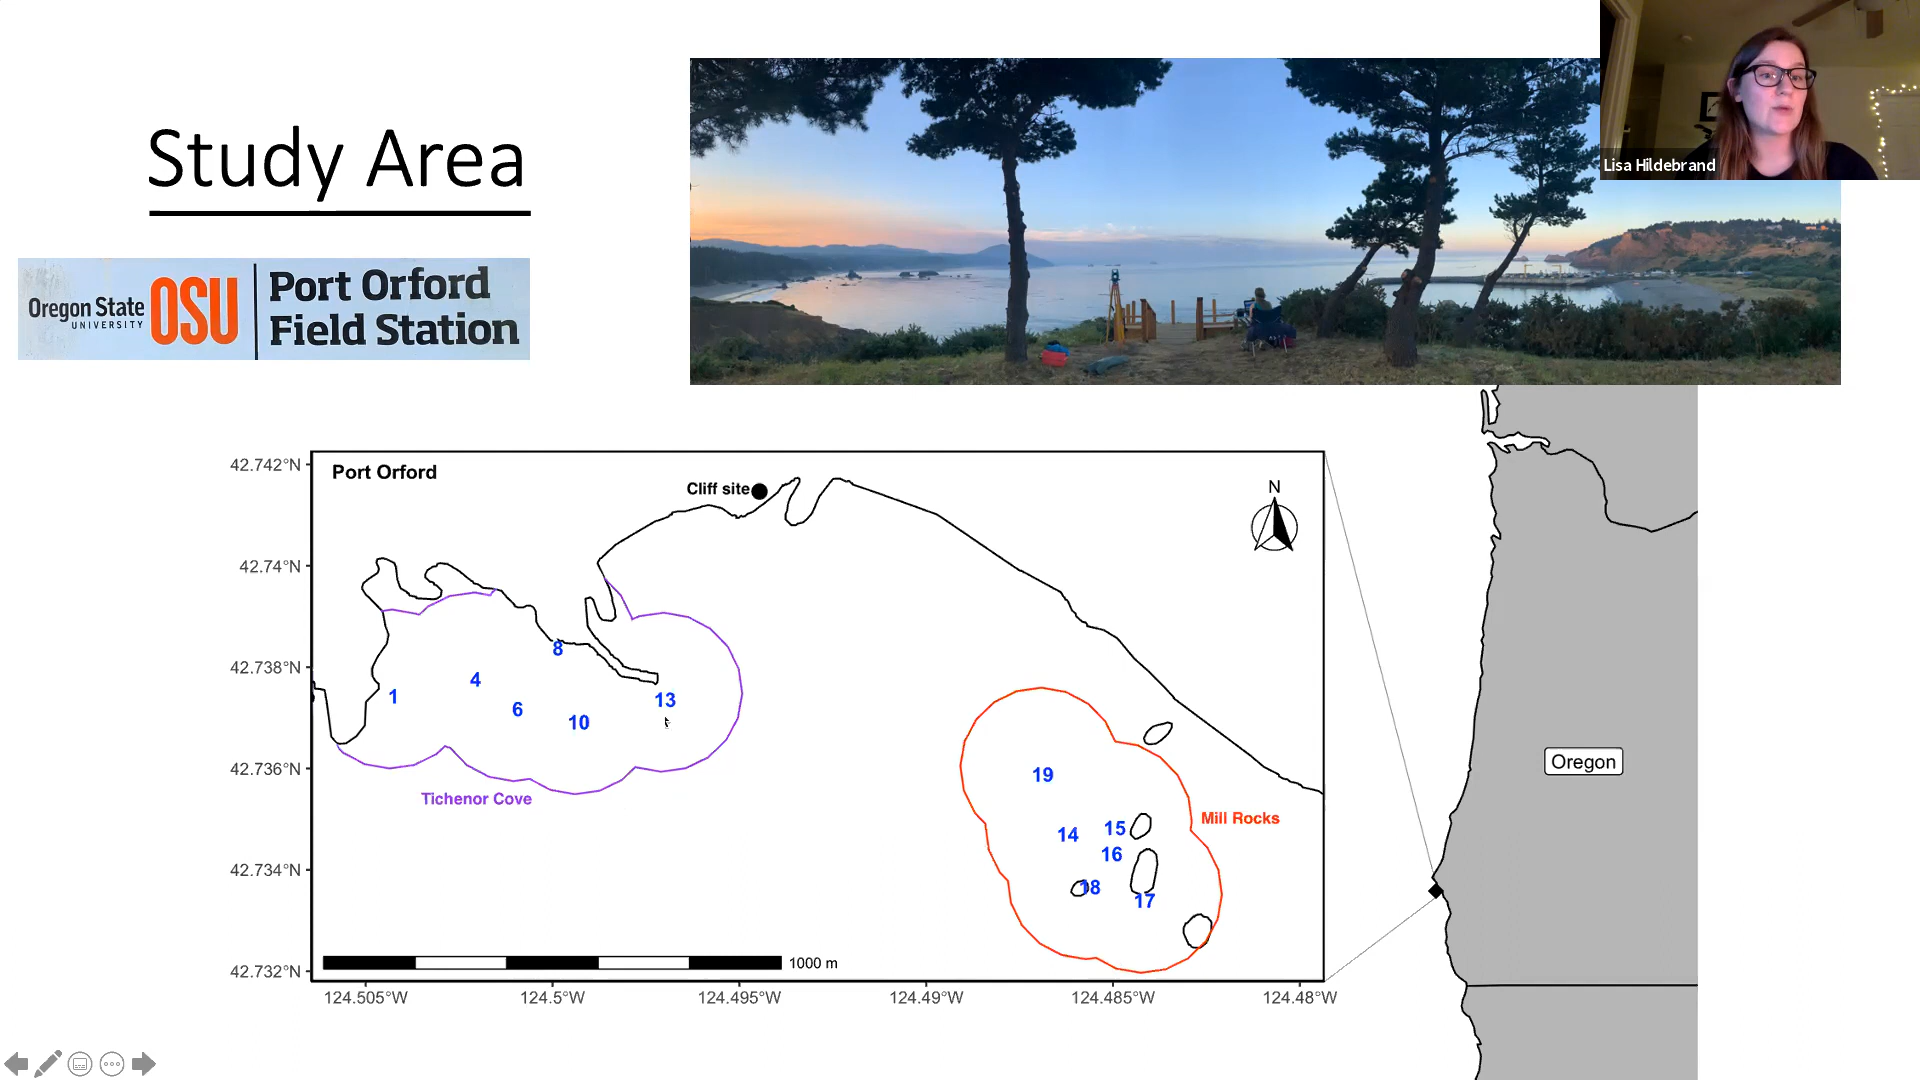 Study Area
Oregon State
UNIVERSITY
OSU
Port Orford
Field Station
Lisa Hildebrand
Port Orford
Cliff site
N
42.742°N
42.74°N
42.738°N
42.736°N
42.734°N
42.732°N
1
4
6
8
10
13
Tichenor Cove
19
14
15
16
18
17
Mill Rocks
1000 m
124.505°W
124.5°W
124.495°W
124.49°W
124.485°W
124.48°W
Oregon